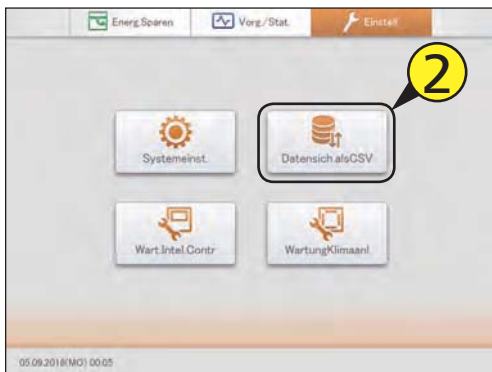 Energ.Sparen
Vorg./Stat.
Einstell
2
Systemeinst.
Datensich.alsCSV
Wart.Intel.Contr
WartungKlimaanl.
05.09.2018(MO) 00:05